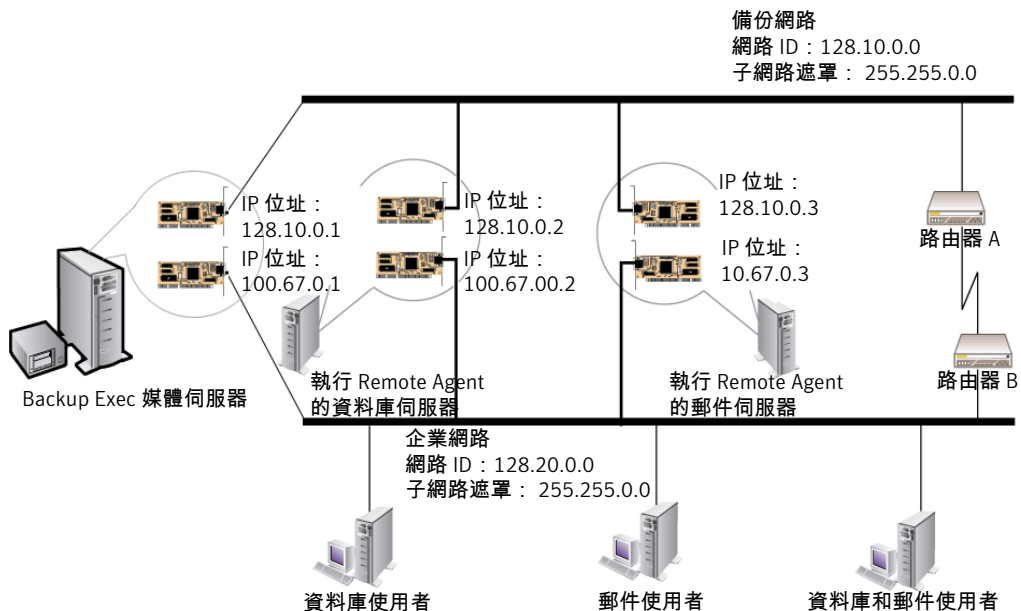 備份網路
網路 ID：128.10.0.0
子網路遮罩： 255.255.0.0
IP 位址：
128.10.0.1
IP 位址：
100.67.0.1
IP 位址：
128.10.0.2
IP 位址：
100.67.00.2
IP 位址：
128.10.0.3
IP 位址：
10.67.0.3
路由器 A
路由器 B
Backup Exec 媒體伺服器
執行 Remote Agent
的資料庫伺服器
執行 Remote Agent
的郵件伺服器
企業網路
網路 ID：128.20.0.0
子網路遮罩： 255.255.0.0
資料庫使用者
郵件使用者
資料庫和郵件使用者